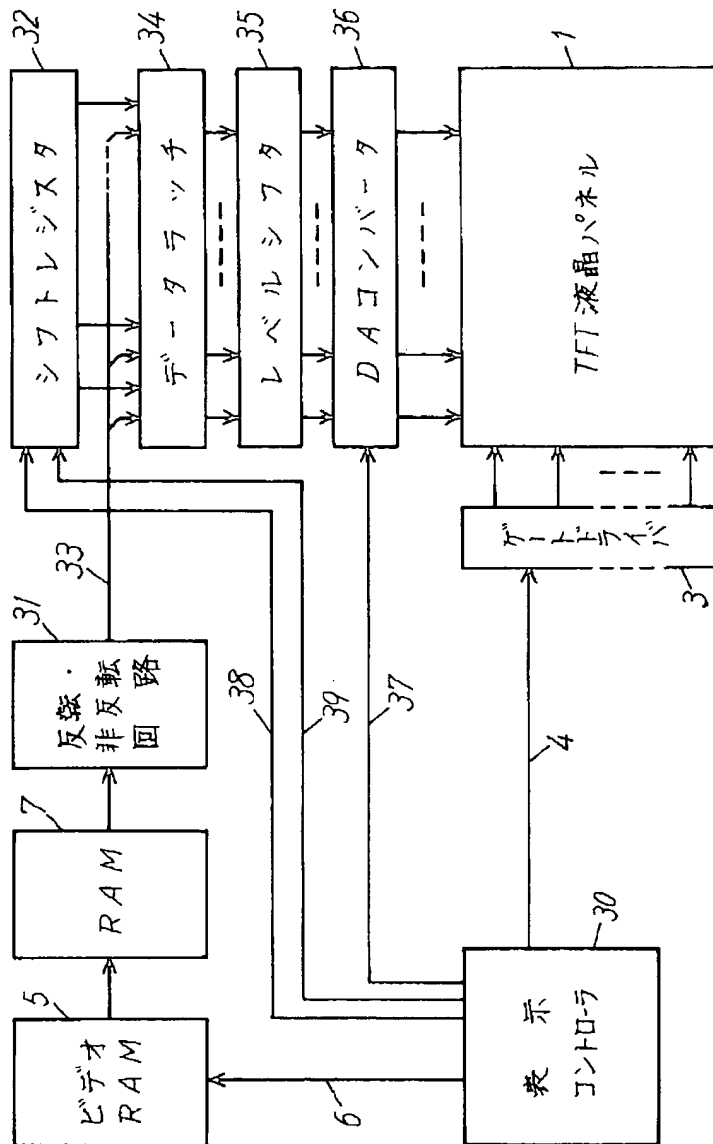 表示
コントローラ
30
6
ビデオ
RAM
5
RAM
7
反転・
非反転
回路
31
33
38
39
37
4
シフトレジスタ
32
データラッチ
34
レベルシフタ
35
DAコンバータ
36
ゲートドライバ
3
TFT液晶パネル
1